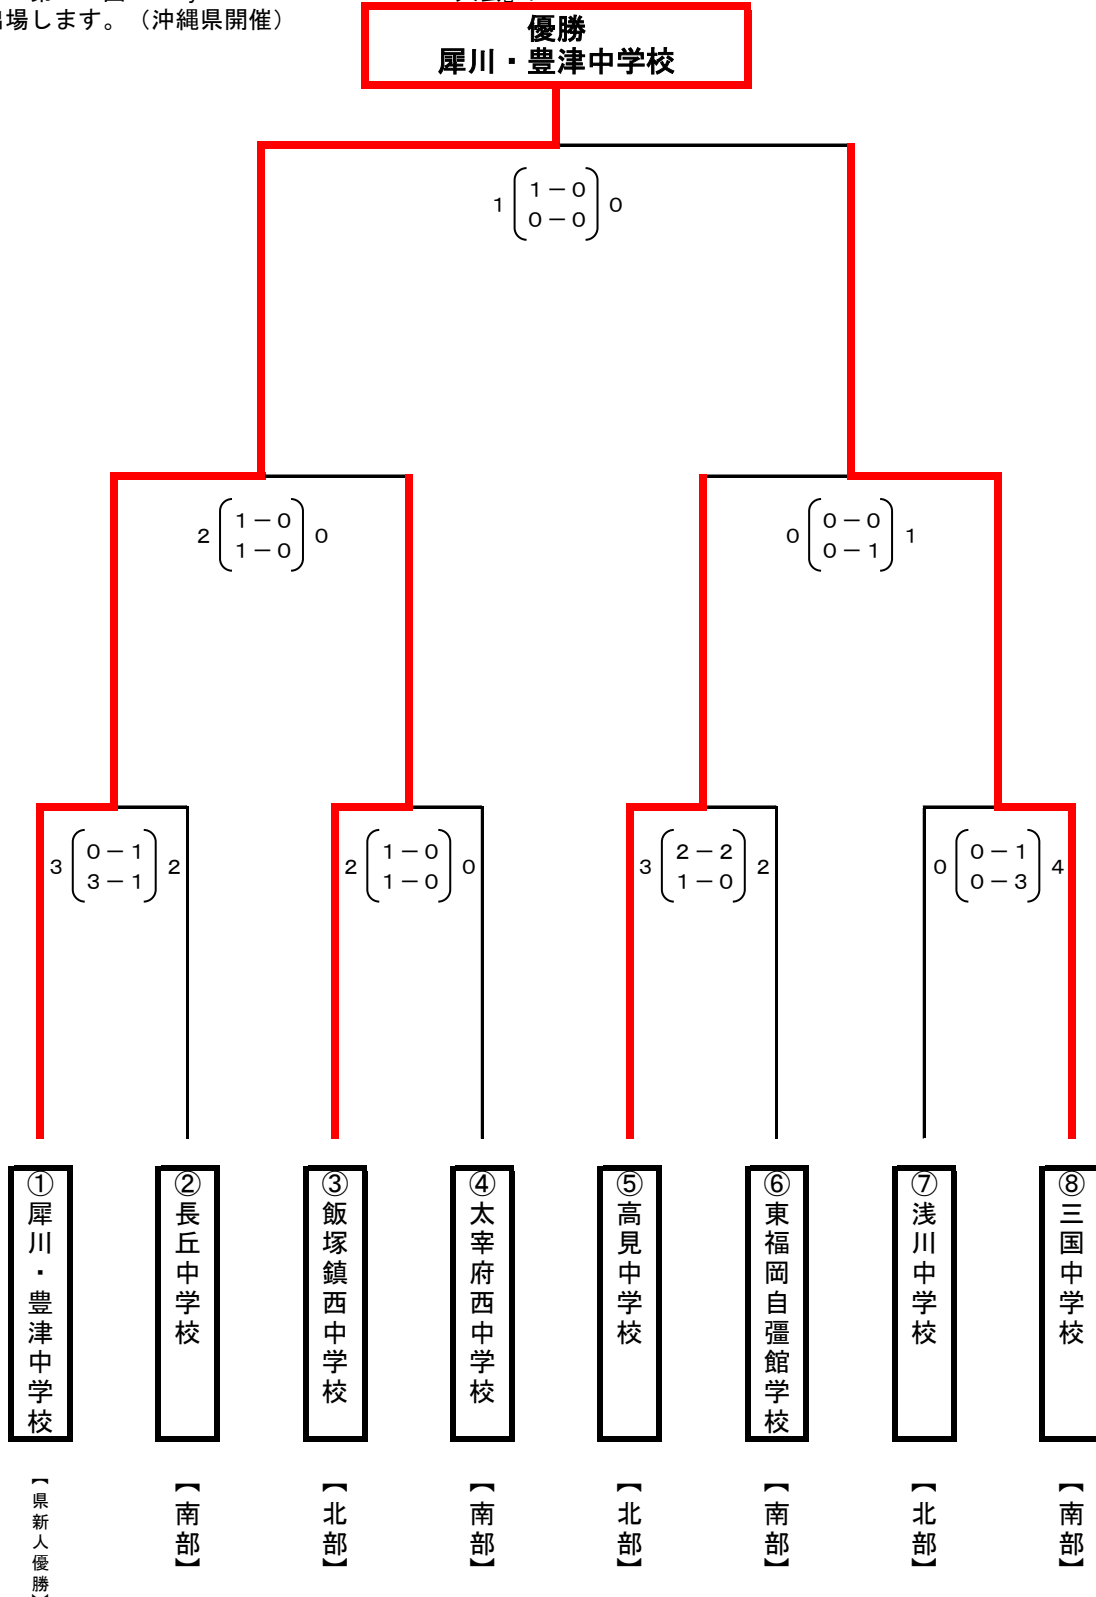 出場します。（沖縄県開催）
優勝
犀川・豊津中学校
1 1－0 0
0－0
2 1－0 0
1－0
0 0－0 1
0－1
3 0－1 2
3－1
2 1－0 0
1－0
3 2－2 2
1－0
0 0－1 4
0－3
①犀川・豊津中学校
②長丘中学校
③飯塚鎮西中学校
④太宰府西中学校
⑤高見中学校
⑥東福岡自彊館学校
⑦浅川中学校
⑧三国中学校
【県新人優勝】
【南部】
【北部】
【南部】
【北部】
【南部】
【北部】
【南部】